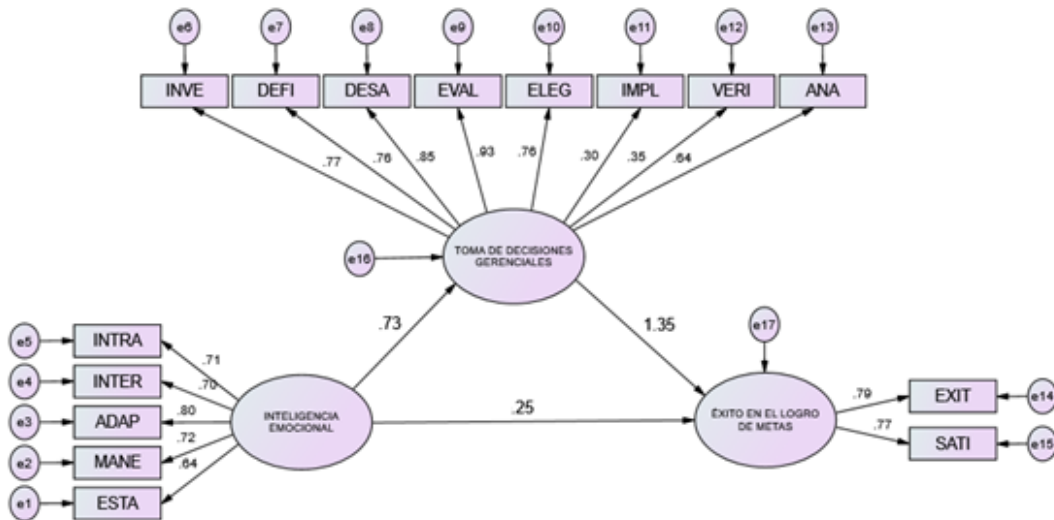 e6 e7 e8 e9 e10 e11 e12 e13
INVE DEFI DESA EVAL ELEG IMPL VERI ANA
.77 .76 .85 .93 .76 .30 .35 .64
TOMA DE DECISIONES
GERENCIALES
e16
.73
1.35
e17
e5 INTRA
.71
e4 INTER
.70
e3 ADAP
.80
e2 MANE
.72
e1 ESTA
.64
INTELIGENCIA
EMOCIONAL
.25
ÉXITO EN EL LOGRO
DE METAS
.79
EXIT e14
.77
SATI e15